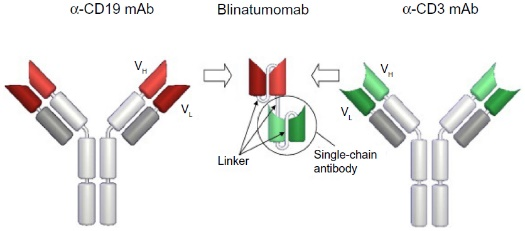 α-CD19 mAb
Blinatumomab
α-CD3 mAb
VH
VL
VH
VL
Linker
Single-chain
antibody